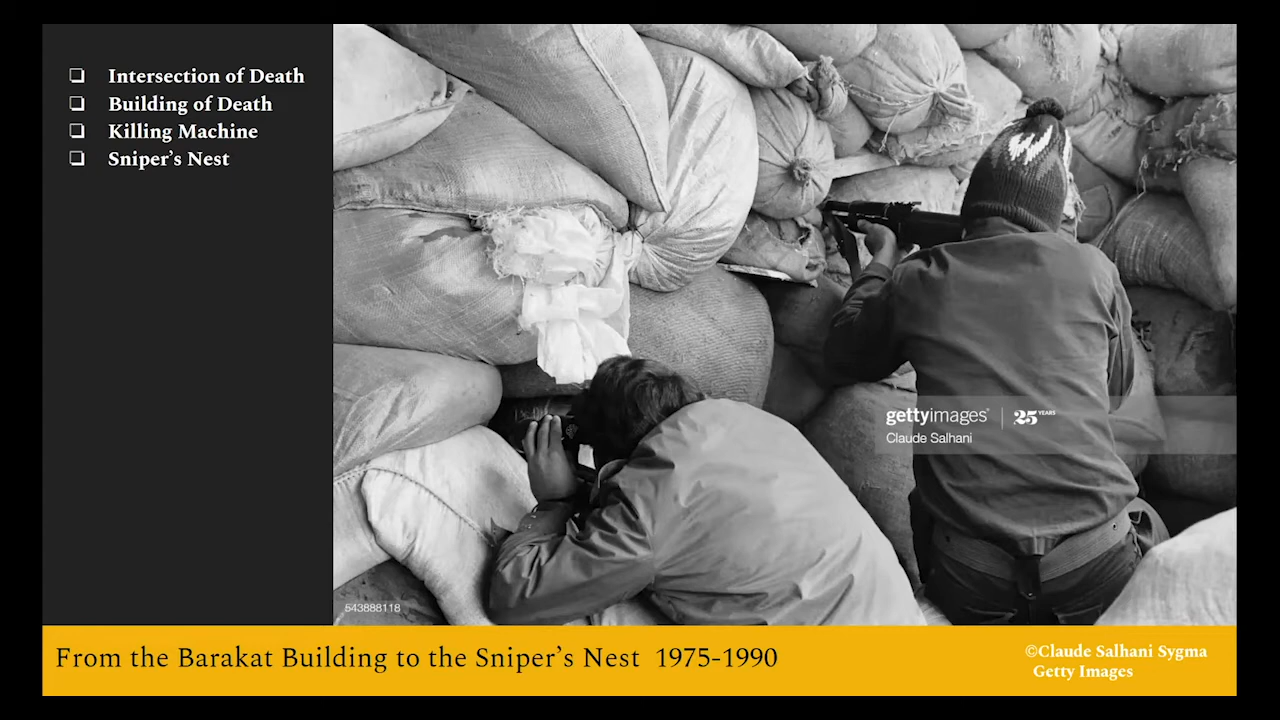 ❑ Intersection of Death
❑ Building of Death
❑ Killing Machine
❑ Sniper’s Nest
gettyimages® | 25 YEARS
Claude Salhani
543888118
From the Barakat Building to the Sniper’s Nest 1975-1990
©Claude Salhani Sygma
Getty Images